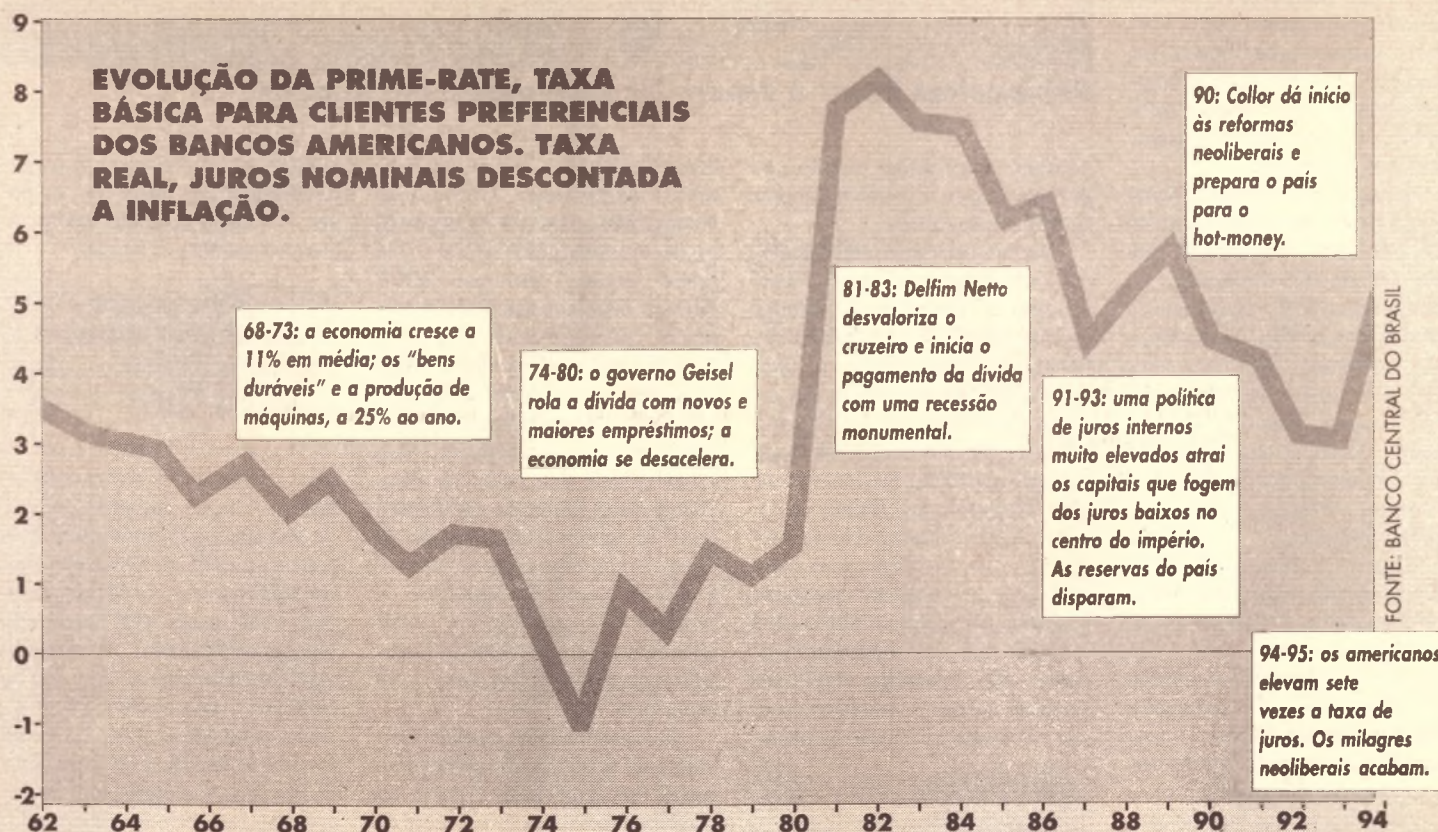 EVOLUÇÃO DA PRIME-RATE, TAXA
BÁSICA PARA CLIENTES PREFERENCIAIS
DOS BANCOS AMERICANOS. TAXA
REAL, JUROS NOMINAIS DESCONTADA
A INFLAÇÃO.
9
8
7
6
5
4
3
2
1
0
-1
-2
68-73: a economia cresce a
11% em média; os "bens
duráveis" e a produção de
máquinas, a 25% ao ano.
74-80: o governo Geisel
rola a dívida com novos e
maiores empréstimos; a
economia se desacelera.
81-83: Delfim Netto
desvaloriza o
cruzeiro e inicia o
pagamento da dívida
com uma recessão
monumental.
90: Collor dá início
às reformas
neoliberais e
prepara o país
para o
hot-money.
91-93: uma política
de juros internos
muito elevados atrai
os capitais que fogem
dos juros baixos no
centro do império.
As reservas do país
disparam.
94-95: os americanos
elevam sete
vezes a taxa de
juros. Os milagres
neoliberais acabam.
FONTE: BANCO CENTRAL DO BRASIL
62 64 66 68 70 72 74 76 78 80 82 84 86 88 90 92 94